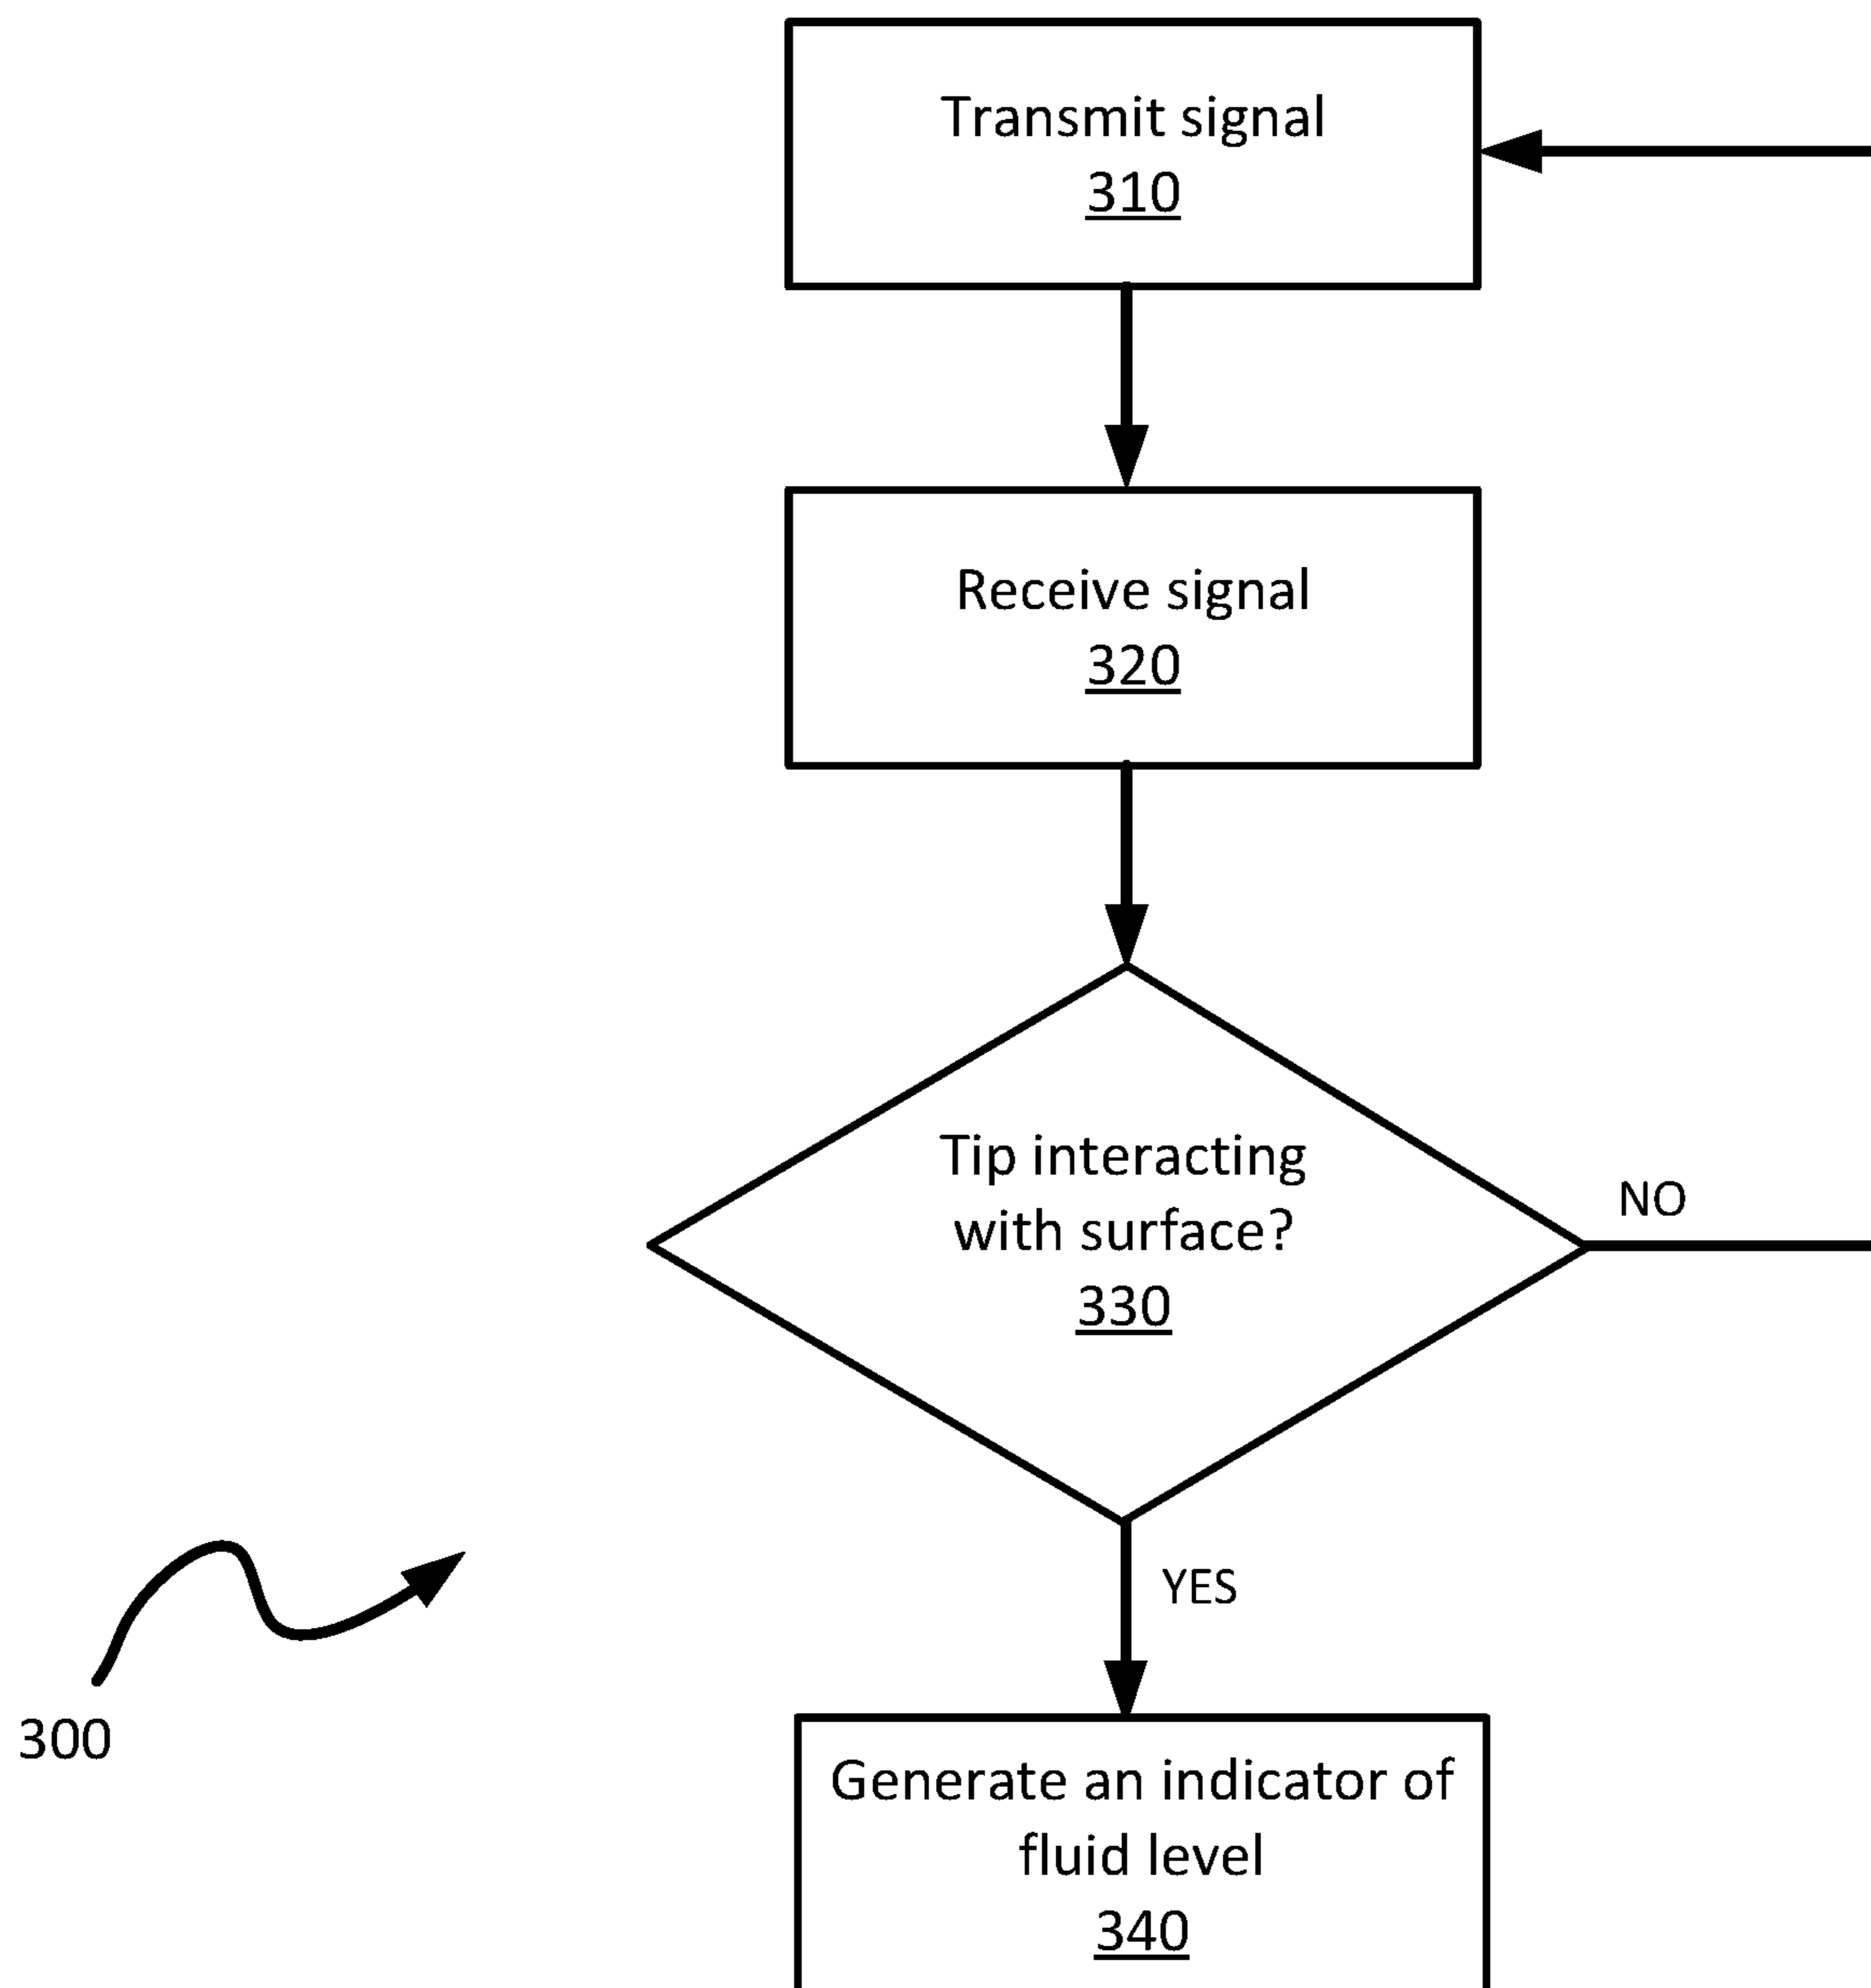 Transmit signal
310
Receive signal
320
Tip interacting
with surface?
330
NO
YES
300
Generate an indicator of
fluid level
340